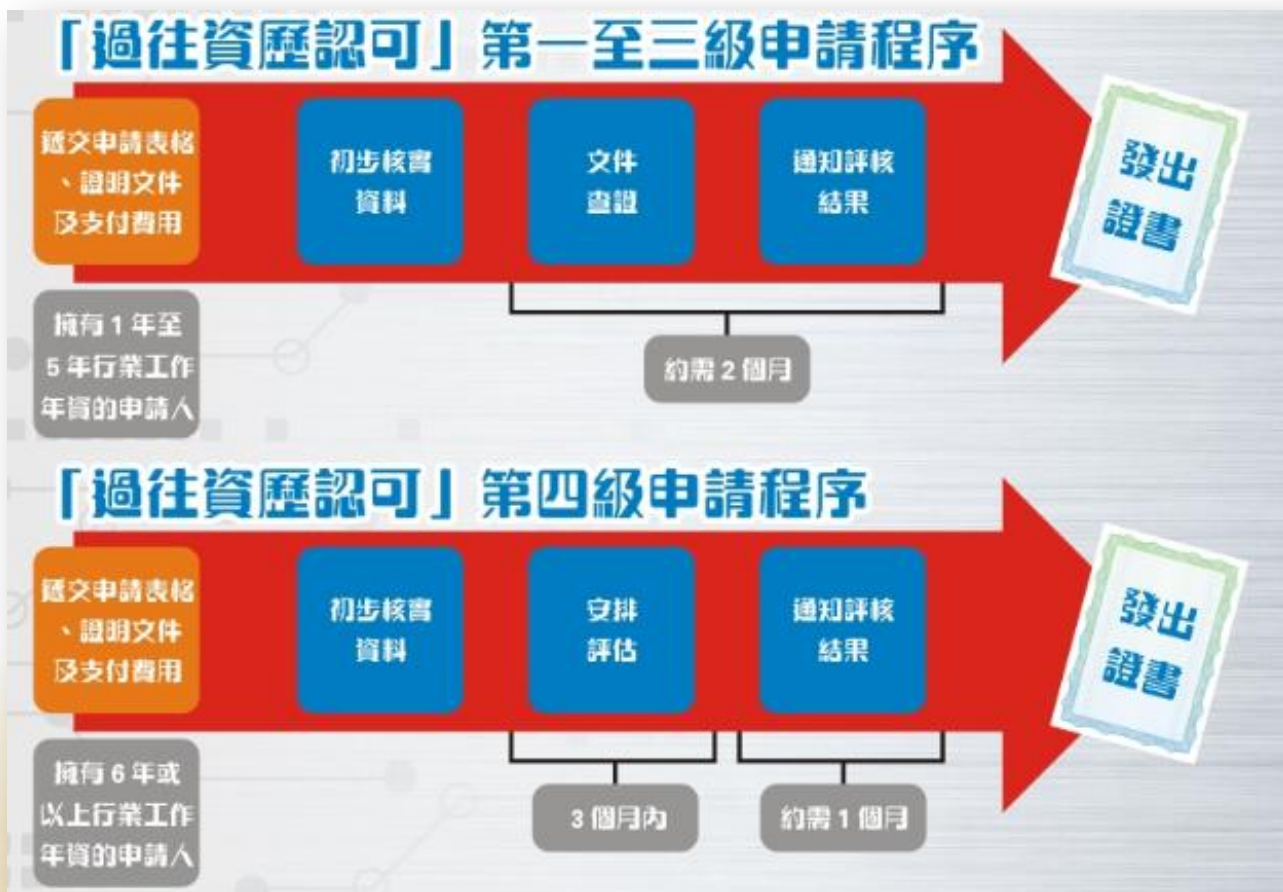 「過往資歷認可」第一至三級申請程序
遞交申請表格
、證明文件
及支付費用
初步核實
資料
文件
查證
通知評核
結果
發出
證書
擁有1年至
5年行業工作
年資的申請人
約需2個月
「過往資歷認可」第四級申請程序
遞交申請表格
、證明文件
及支付費用
初步核實
資料
安排
評估
通知評核
結果
發出
證書
擁有6年或
以上行業工作
年資的申請人
3個月內
約需1個月